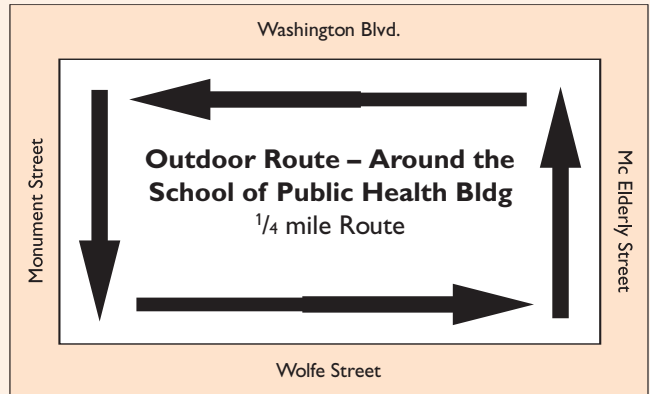 Washington Blvd.
Monument Street
Outdoor Route – Around the
School of Public Health Bldg
1/4 mile Route
Mc Elderly Street
Wolfe Street